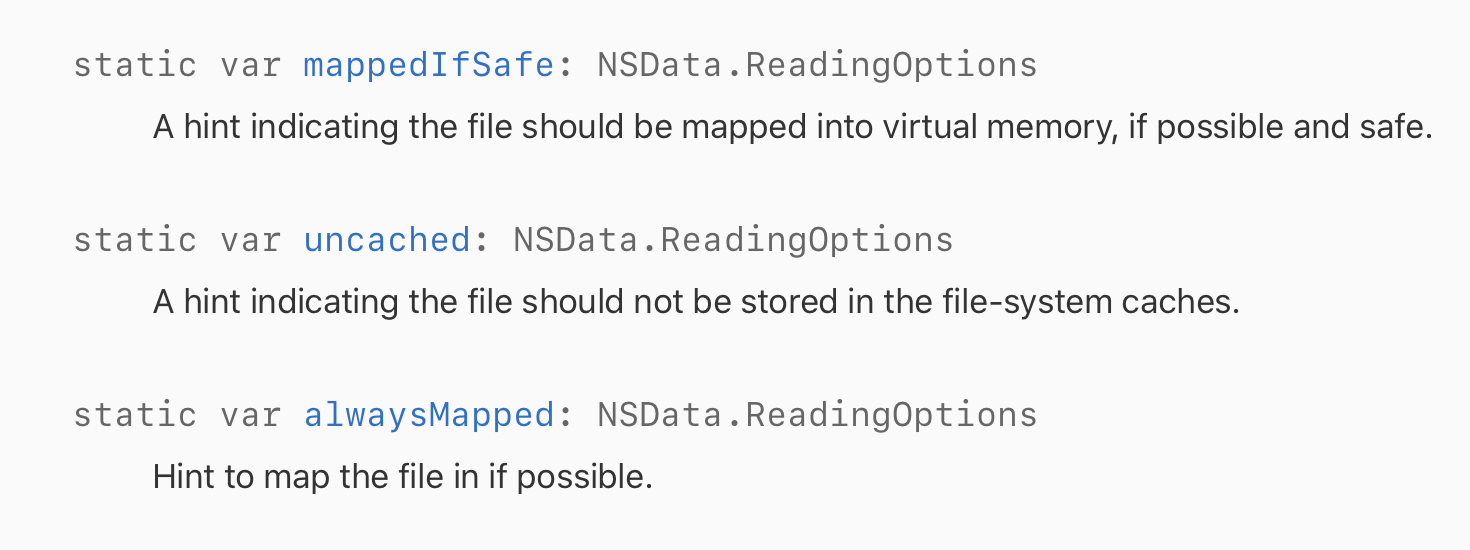 static var mappedIfSafe: NSData.ReadingOptions
A hint indicating the file should be mapped into virtual memory, if possible and safe.
static var uncached: NSData.ReadingOptions
A hint indicating the file should not be stored in the file-system caches.
static var alwaysMapped: NSData.ReadingOptions
Hint to map the file in if possible.